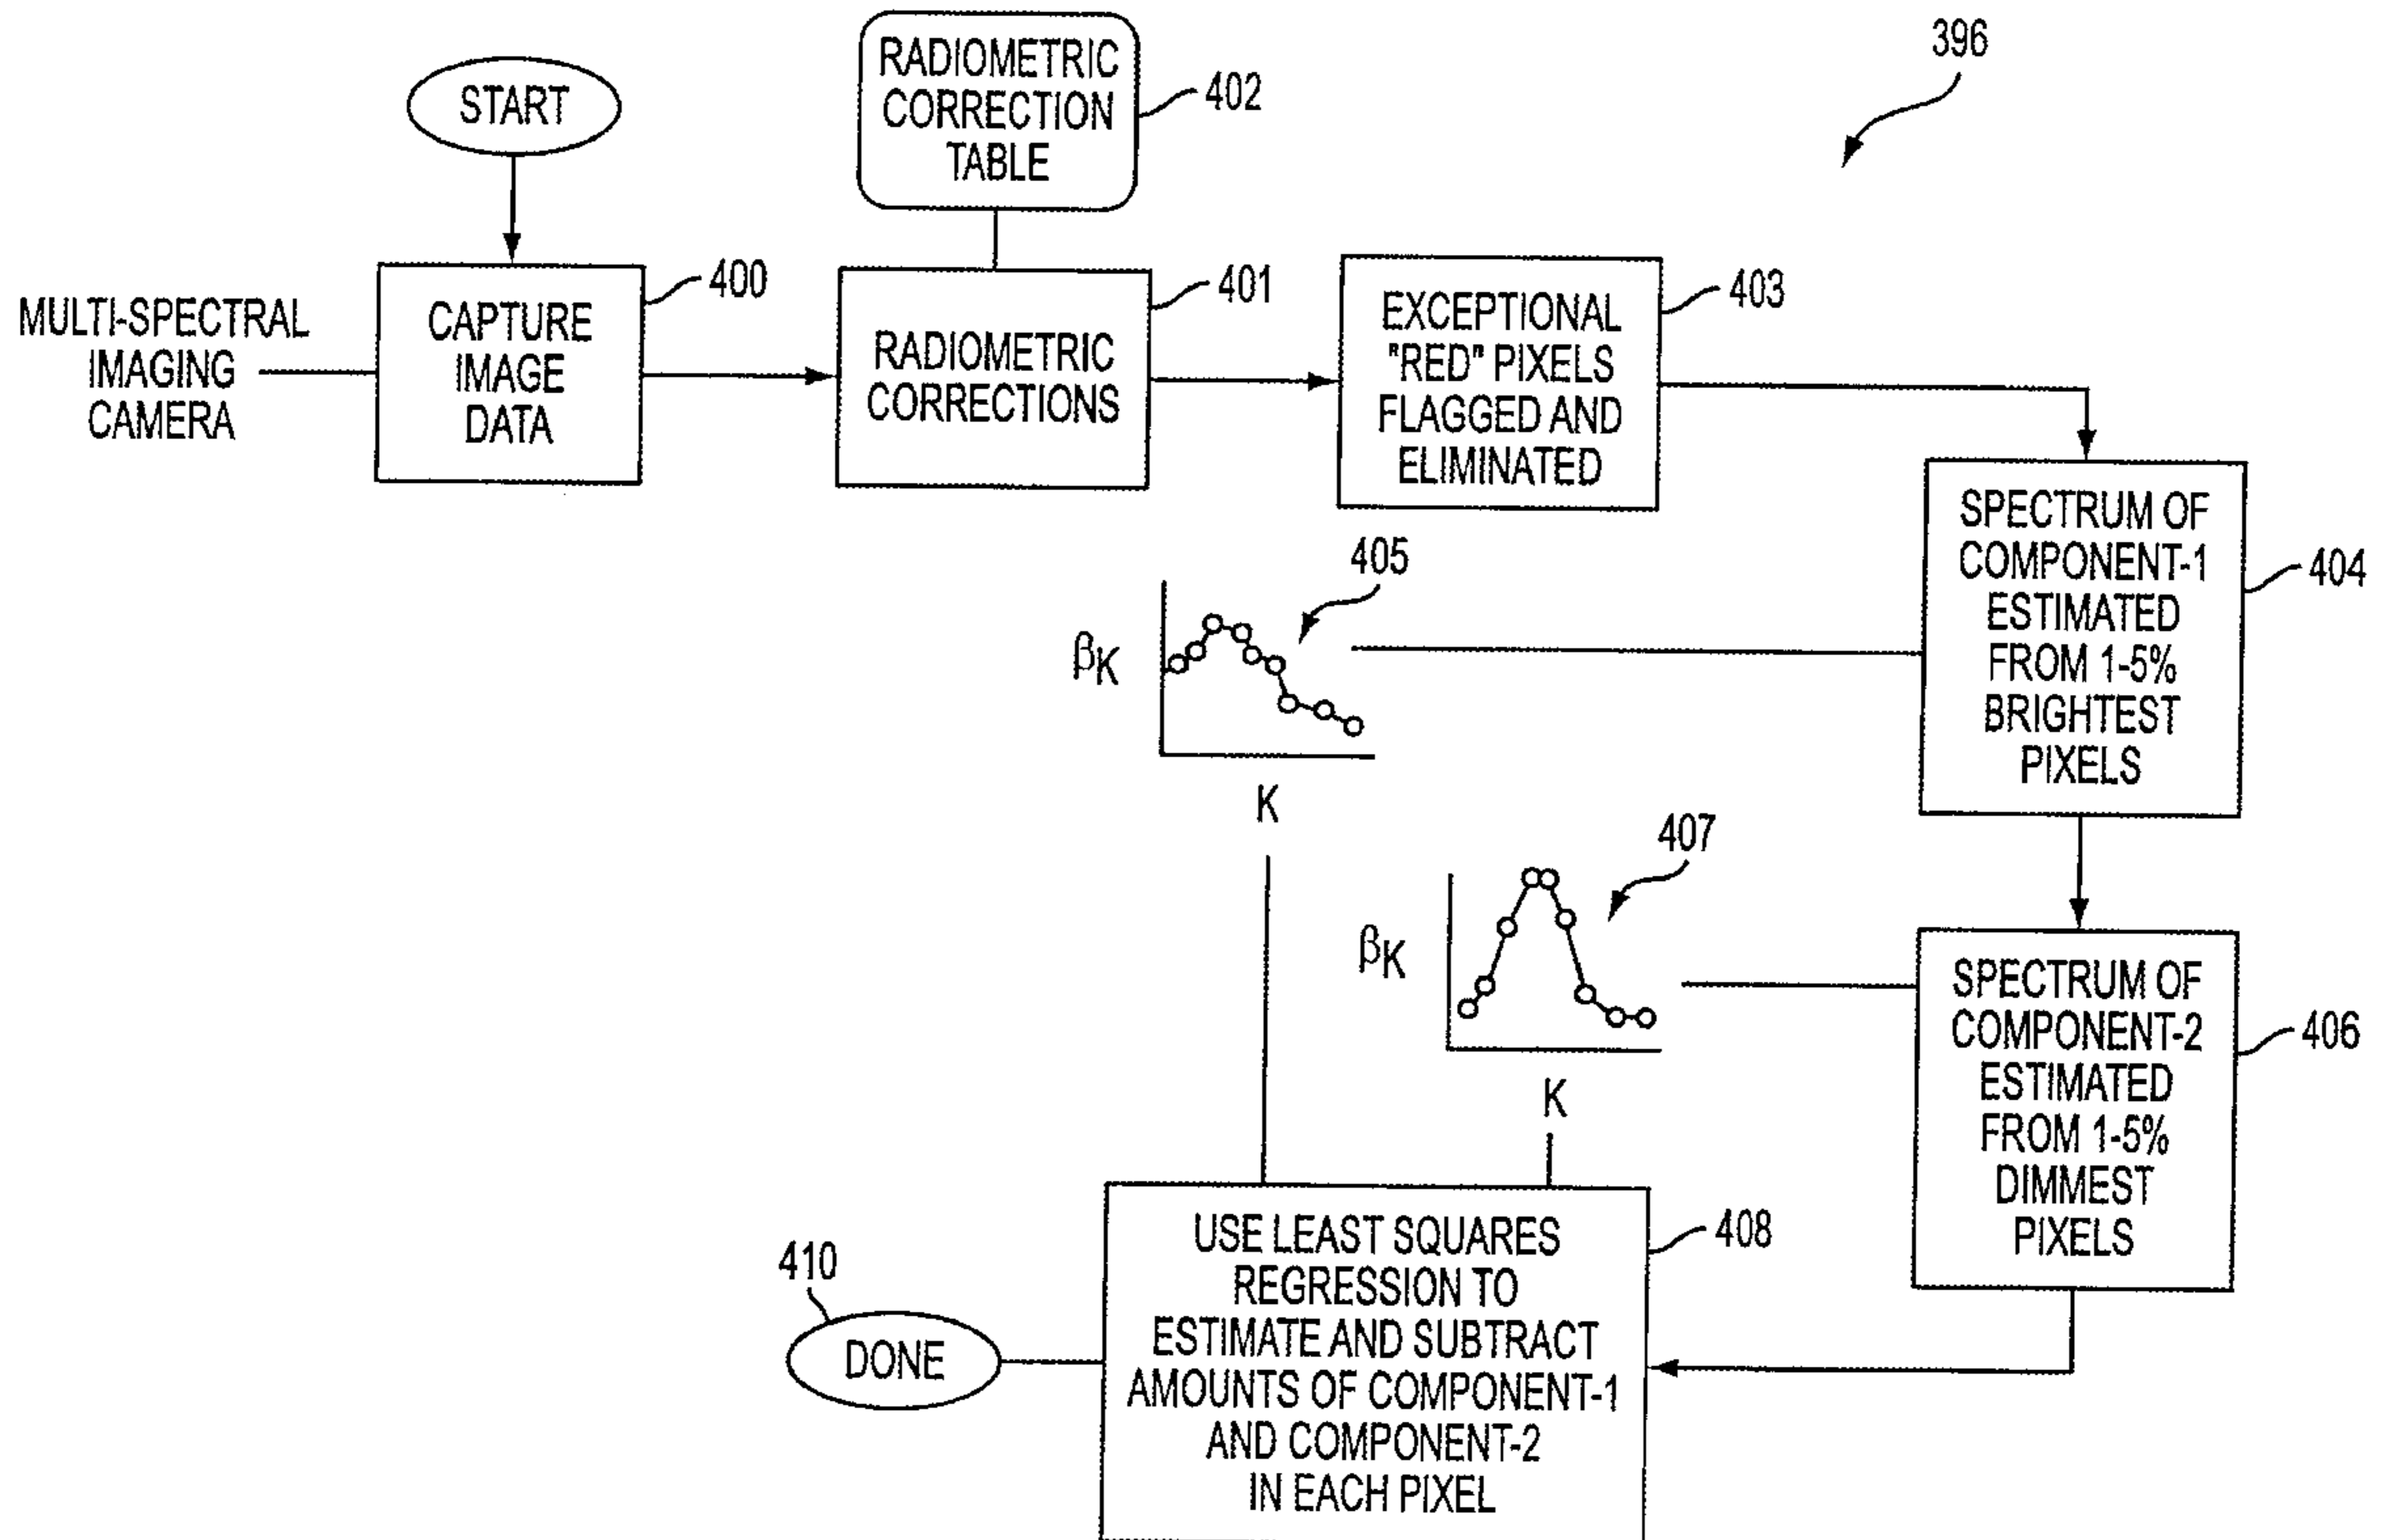 START
RADIOMETRIC
CORRECTION
TABLE
402
396
MULTI-SPECTRAL
IMAGING
CAMERA
CAPTURE
IMAGE
DATA
400
RADIOMETRIC
CORRECTIONS
401
EXCEPTIONAL
"RED" PIXELS
FLAGGED AND
ELIMINATED
403
SPECTRUM OF
COMPONENT-1
ESTIMATED
FROM 1-5%
BRIGHTEST
PIXELS
404
405
βK
K
407
βK
K
SPECTRUM OF
COMPONENT-2
ESTIMATED
FROM 1-5%
DIMMEST
PIXELS
406
USE LEAST SQUARES
REGRESSION TO
ESTIMATE AND SUBTRACT
AMOUNTS OF COMPONENT-1
AND COMPONENT-2
IN EACH PIXEL
408
410
DONE